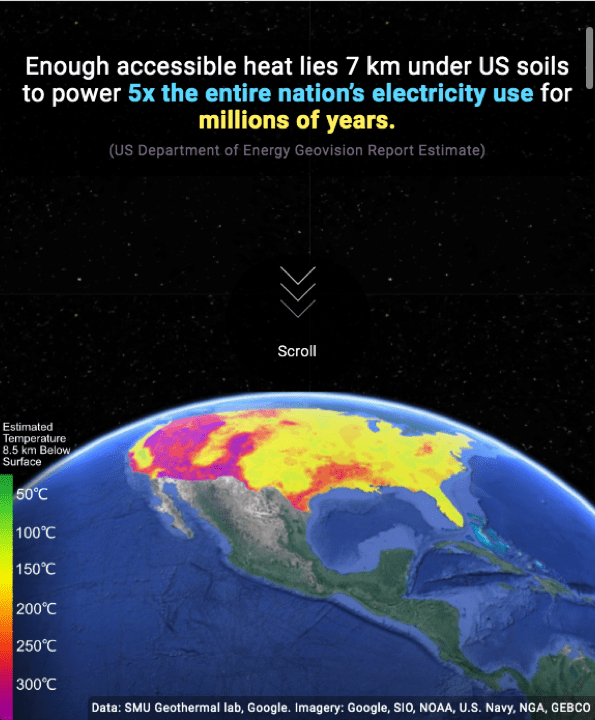 Enough accessible heat lies 7 km under US soils
to power 5x the entire nation's electricity use for
millions of years.
(US Department of Energy Geovision Report Estimate)
Scroll
Estimated
Temperature
8.5 km Below
Surface
50°C
100°C
150°C
200°C
250°C
300°C
Data: SMU Geothermal lab, Google. Imagery: Google, SIO, NOAA, U.S. Navy, NGA, GEBCO